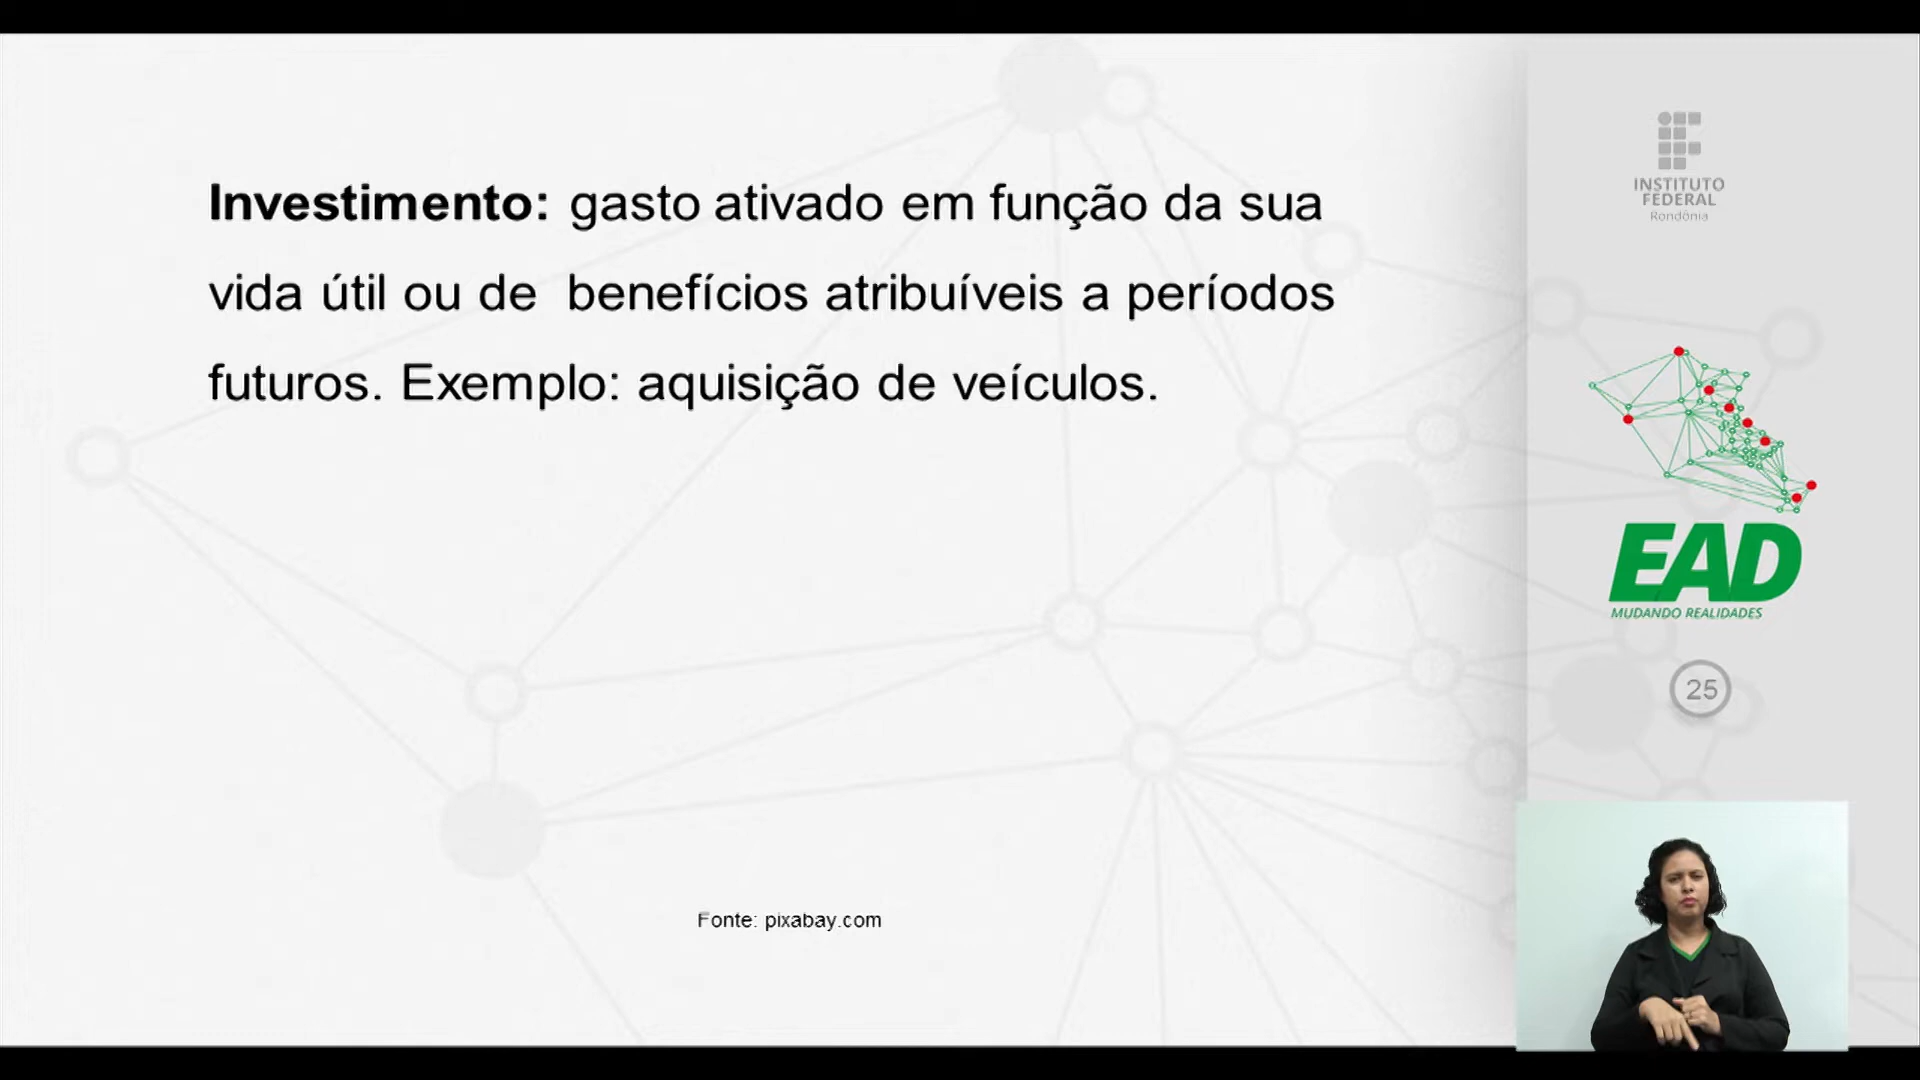 Investimento: gasto ativado em função da sua
vida útil ou de benefícios atribuíveis a períodos
futuros. Exemplo: aquisição de veículos.
Fonte: pixabay.com
INSTITUTO
FEDERAL
Rondônia
EAD
MUDANDO REALIDADES
25